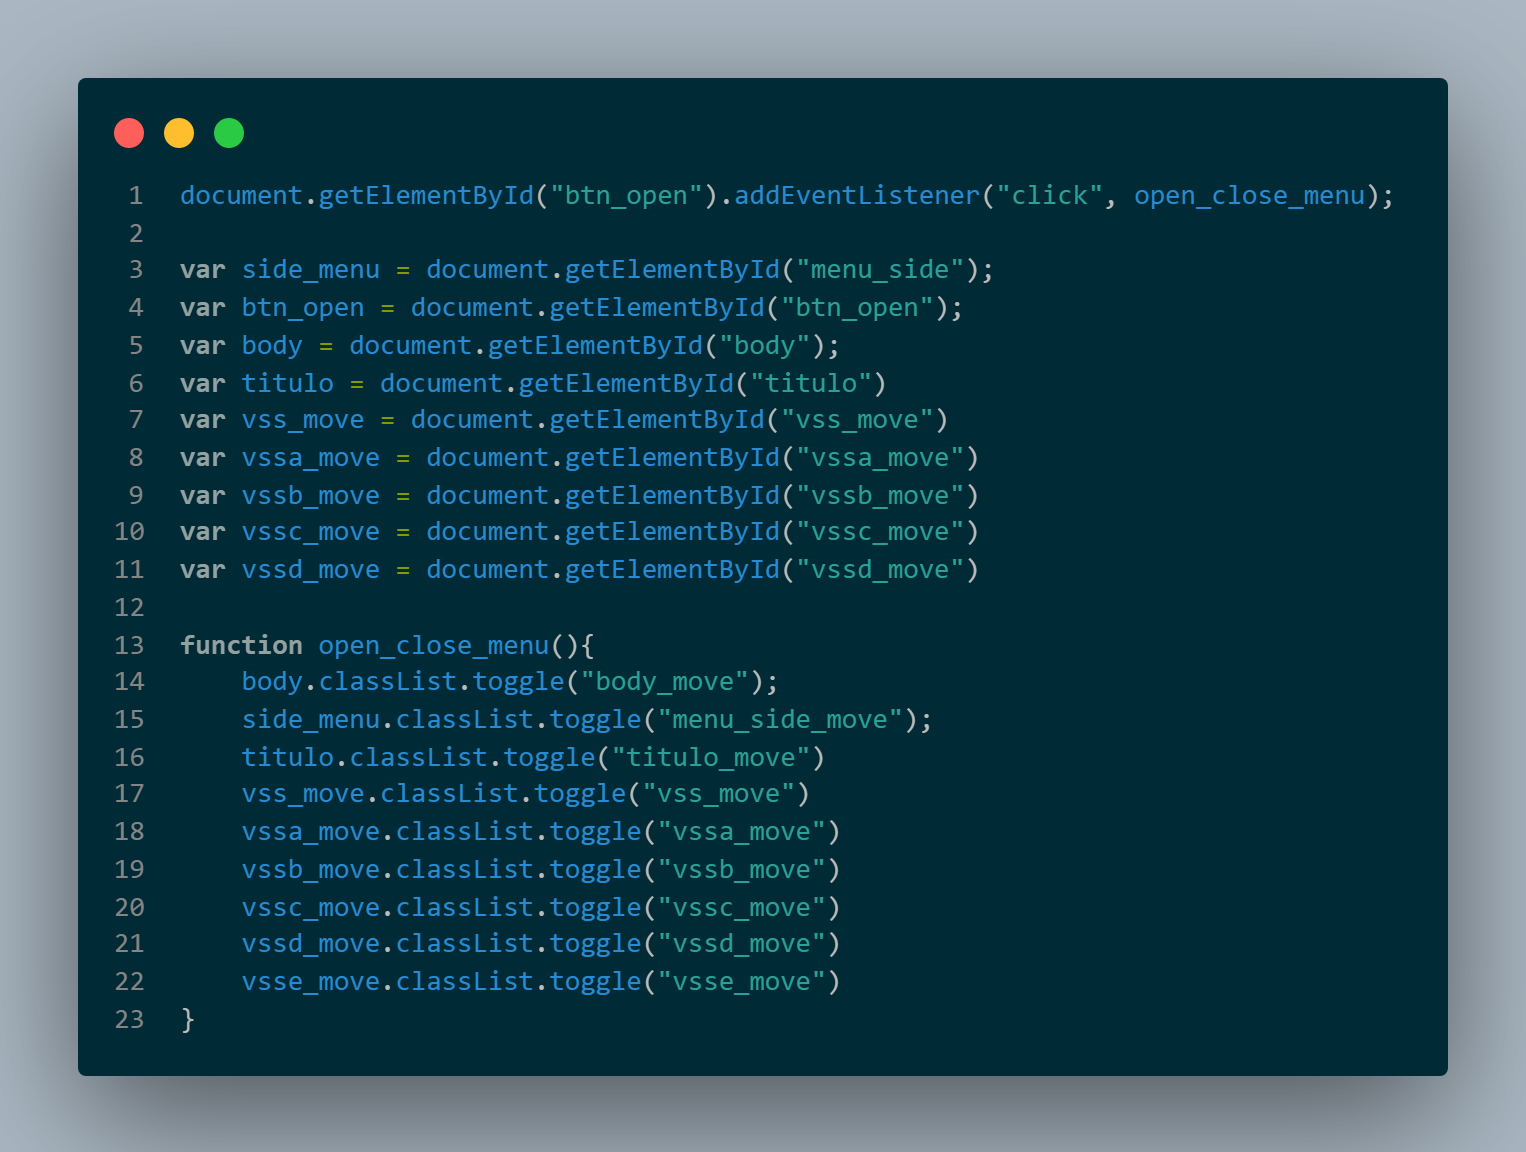 1 document.getElementById("btn_open").addEventListener("click", open_close_menu);
2
3 var side_menu = document.getElementById("menu_side");
4 var btn_open = document.getElementById("btn_open");
5 var body = document.getElementById("body");
6 var titulo = document.getElementById("titulo")
7 var vss_move = document.getElementById("vss_move")
8 var vssa_move = document.getElementById("vssa_move")
9 var vssb_move = document.getElementById("vssb_move")
10 var vssc_move = document.getElementById("vssc_move")
11 var vssd_move = document.getElementById("vssd_move")
12
13 function open_close_menu(){
14     body.classList.toggle("body_move");
15     side_menu.classList.toggle("menu_side_move");
16     titulo.classList.toggle("titulo_move")
17     vss_move.classList.toggle("vss_move")
18     vssa_move.classList.toggle("vssa_move")
19     vssb_move.classList.toggle("vssb_move")
20     vssc_move.classList.toggle("vssc_move")
21     vssd_move.classList.toggle("vssd_move")
22     vsse_move.classList.toggle("vsse_move")
23 }